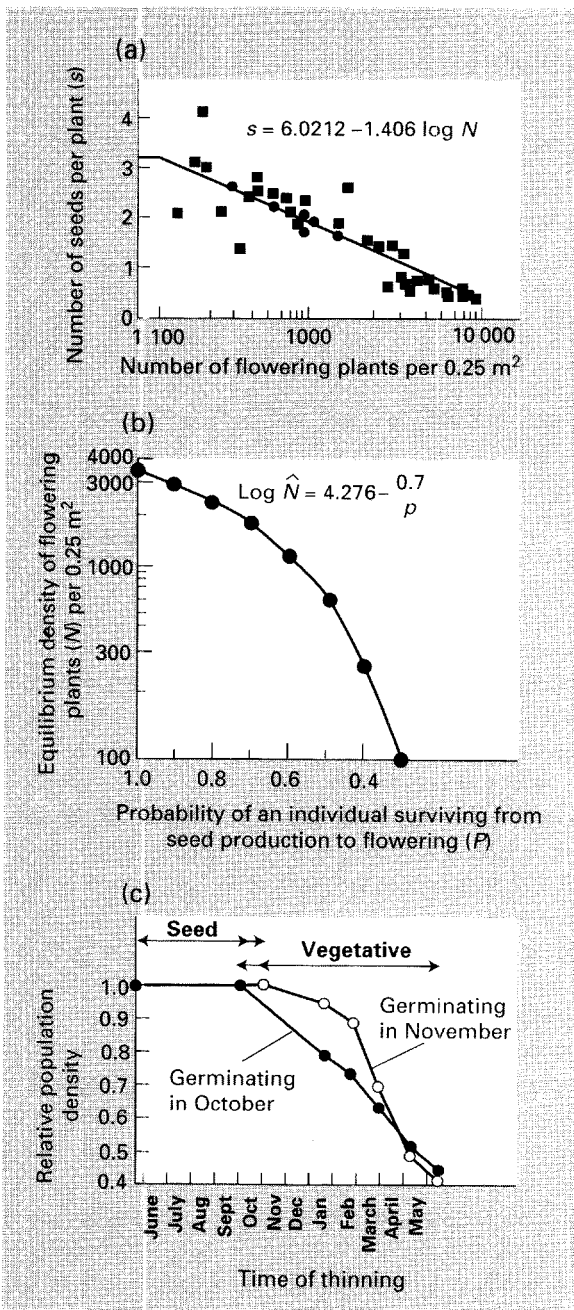 (a)
Number of seeds per plant (s)
4
3
2
1
0
s = 6.0212 –1.406 log N
1 100 1000 10 000
Number of flowering plants per 0.25 m²
(b)
Equilibrium density of flowering
plants (N) per 0.25 m²
4000
3000
1000
300
100
Log N̂ = 4.276– 0.7
p
1.0 0.8 0.6 0.4
Probability of an individual surviving from
seed production to flowering (P)
(c)
Seed
Vegetative
Relative population
density
1.0
0.9
0.8
0.7
0.6
0.5
0.4
Germinating
in November
Germinating
in October
June July Aug Sept Oct Nov Dec Jan Feb March April May
Time of thinning